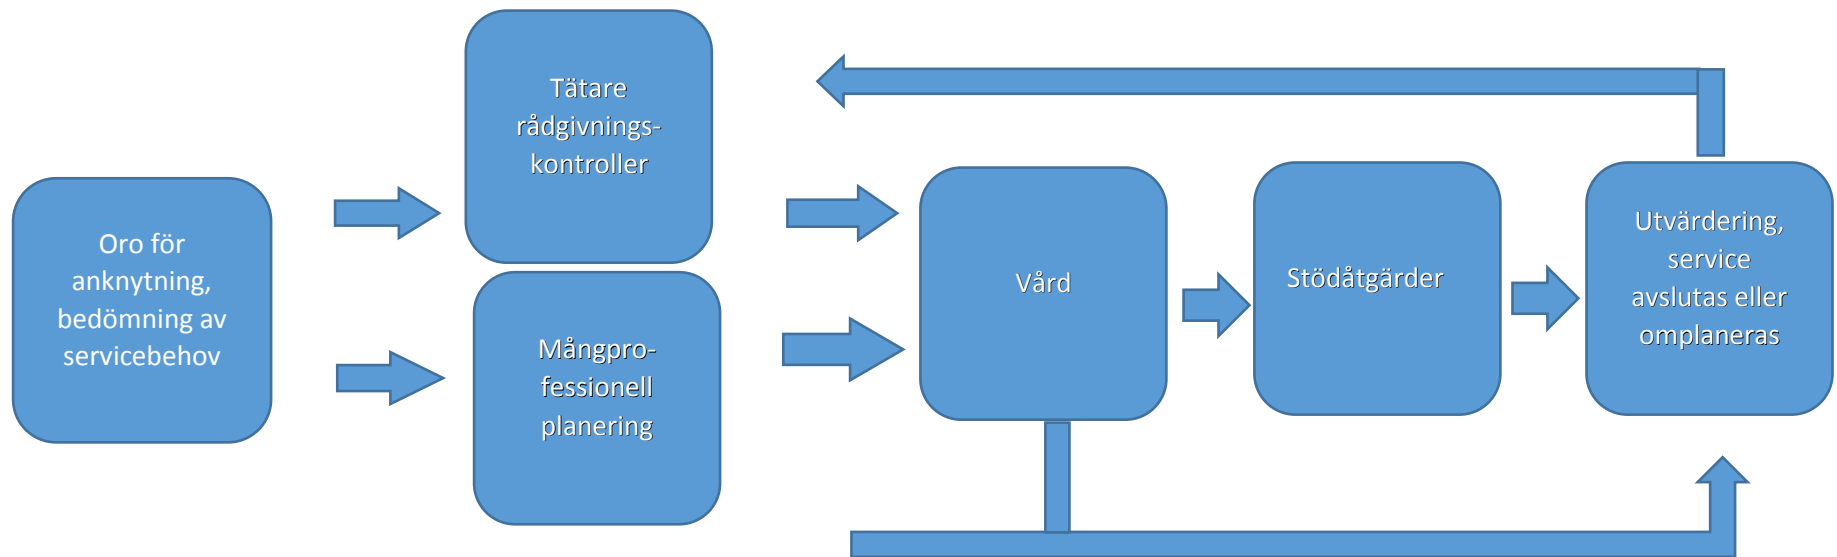 Oro för
anknytning,
bedömning av
servicebehov
Tätare
rådgivnings-
kontroller
Mångpro-
fessionell
planering
Vård
Stödåtgärder
Utvärdering,
service
avslutas eller
omplaneras